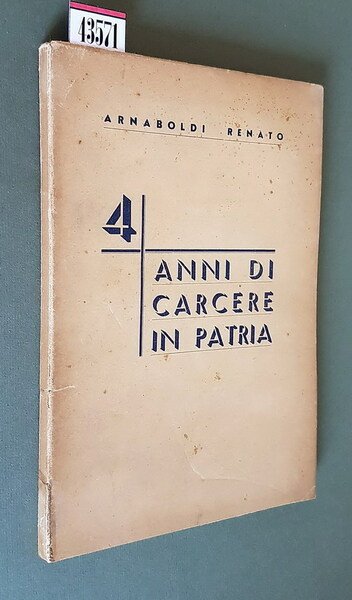 43571
ARNABOLDI RENATO
4
ANNI DI
CARCERE
IN PATRIA